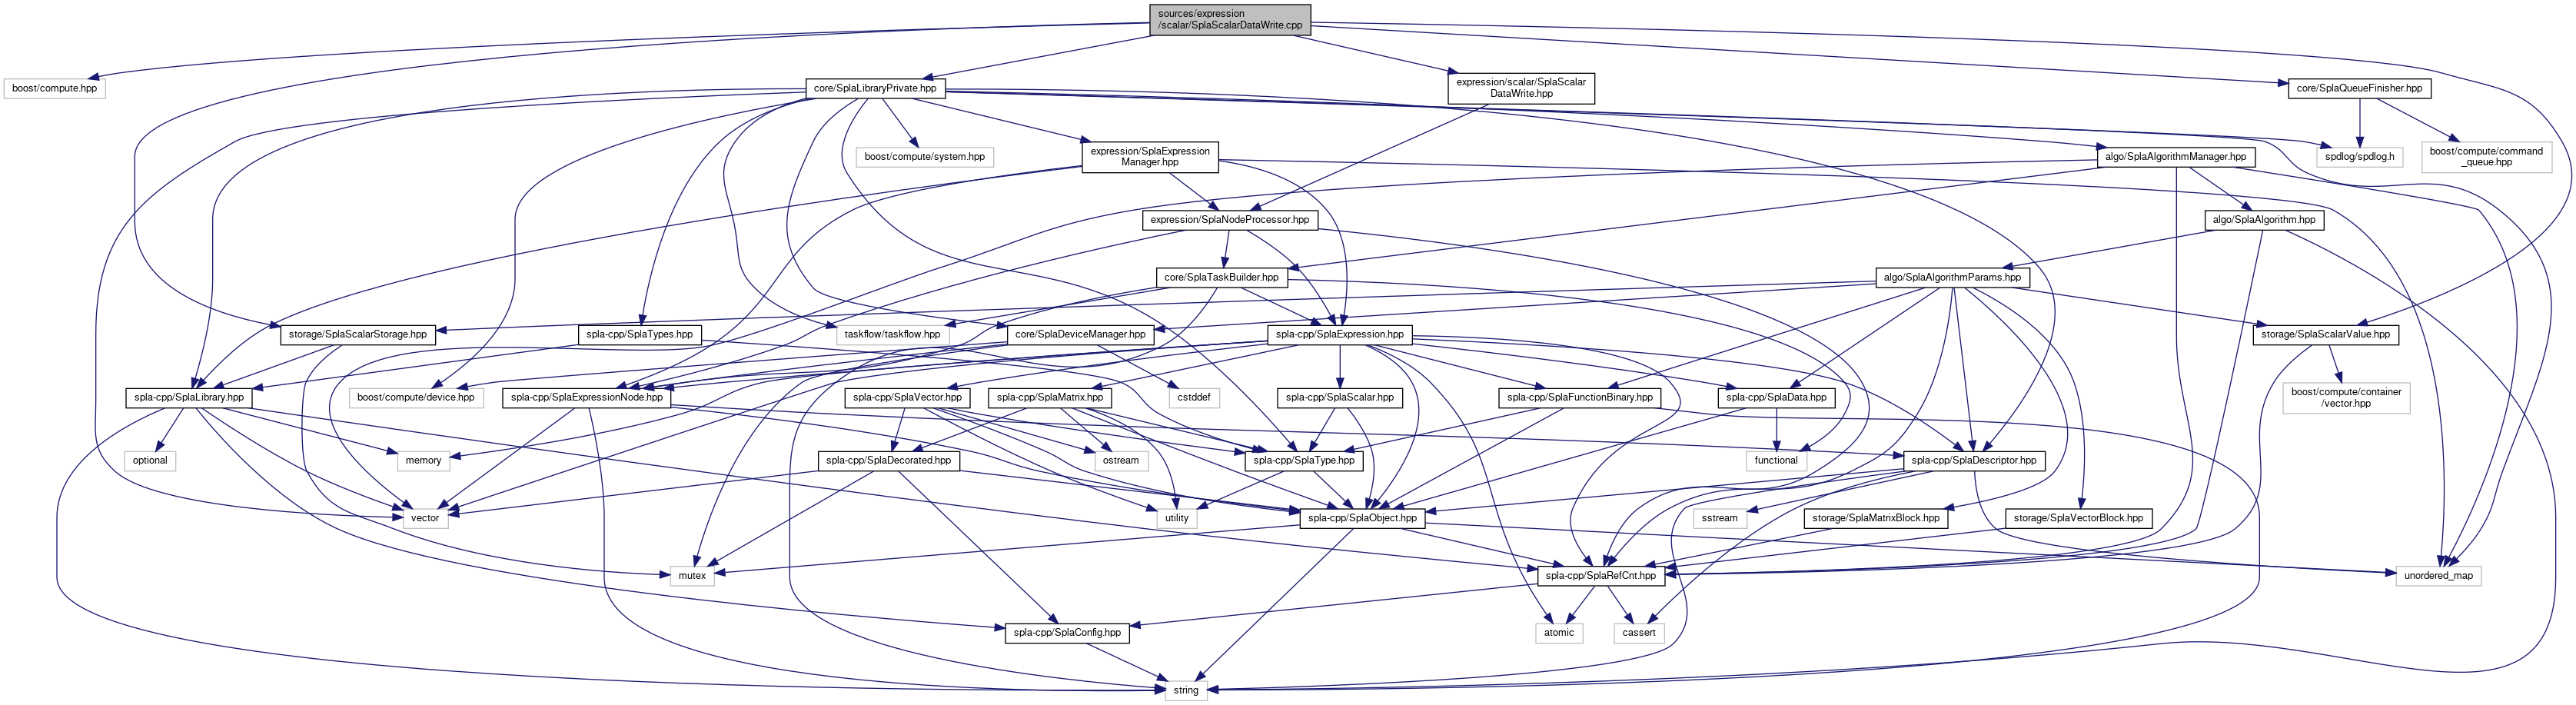 sources/expression
/scalar/SplaScalarDataWrite.cpp
boost/compute.hpp
core/SplaLibraryPrivate.hpp
expression/scalar/SplaScalar
DataWrite.hpp
core/SplaQueueFinisher.hpp
boost/compute/system.hpp
expression/SplaExpression
Manager.hpp
algo/SplaAlgorithmManager.hpp
spdlog/spdlog.h
boost/compute/command
_queue.hpp
expression/SplaNodeProcessor.hpp
algo/SplaAlgorithm.hpp
core/SplaTaskBuilder.hpp
algo/SplaAlgorithmParams.hpp
storage/SplaScalarStorage.hpp
spla-cpp/SplaTypes.hpp
taskflow/taskflow.hpp
core/SplaDeviceManager.hpp
spla-cpp/SplaExpression.hpp
storage/SplaScalarValue.hpp
spla-cpp/SplaLibrary.hpp
boost/compute/device.hpp
spla-cpp/SplaExpressionNode.hpp
cstddef
spla-cpp/SplaVector.hpp
spla-cpp/SplaMatrix.hpp
spla-cpp/SplaScalar.hpp
spla-cpp/SplaFunctionBinary.hpp
spla-cpp/SplaData.hpp
boost/compute/container
/vector.hpp
optional
memory
spla-cpp/SplaDecorated.hpp
ostream
spla-cpp/SplaType.hpp
functional
spla-cpp/SplaDescriptor.hpp
vector
utility
spla-cpp/SplaObject.hpp
sstream
storage/SplaMatrixBlock.hpp
storage/SplaVectorBlock.hpp
mutex
spla-cpp/SplaRefCnt.hpp
unordered_map
spla-cpp/SplaConfig.hpp
atomic
cassert
string